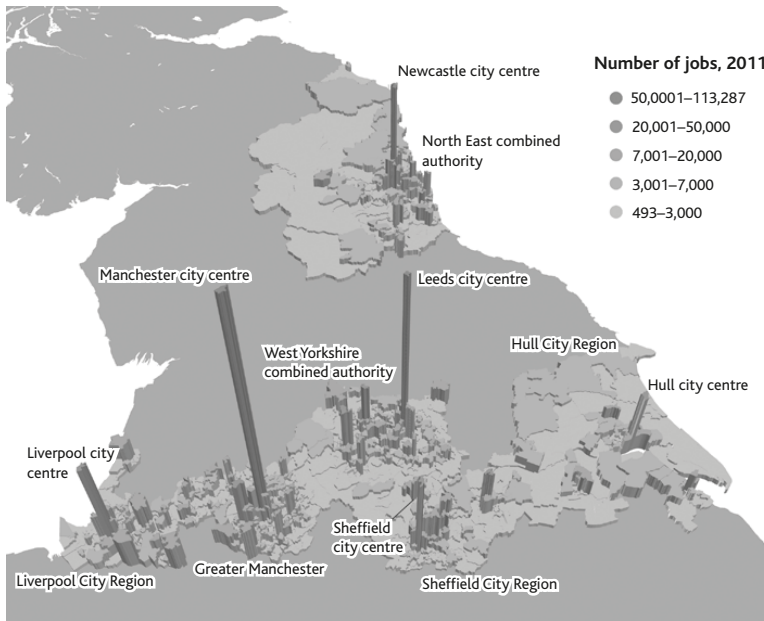 Newcastle city centre
Number of jobs, 2011
50,0001–113,287
20,001–50,000
7,001–20,000
3,001–7,000
493–3,000
North East combined
authority
Manchester city centre
Leeds city centre
West Yorkshire
combined authority
Hull City Region
Hull city centre
Liverpool city
centre
Sheffield
city centre
Liverpool City Region
Greater Manchester
Sheffield City Region